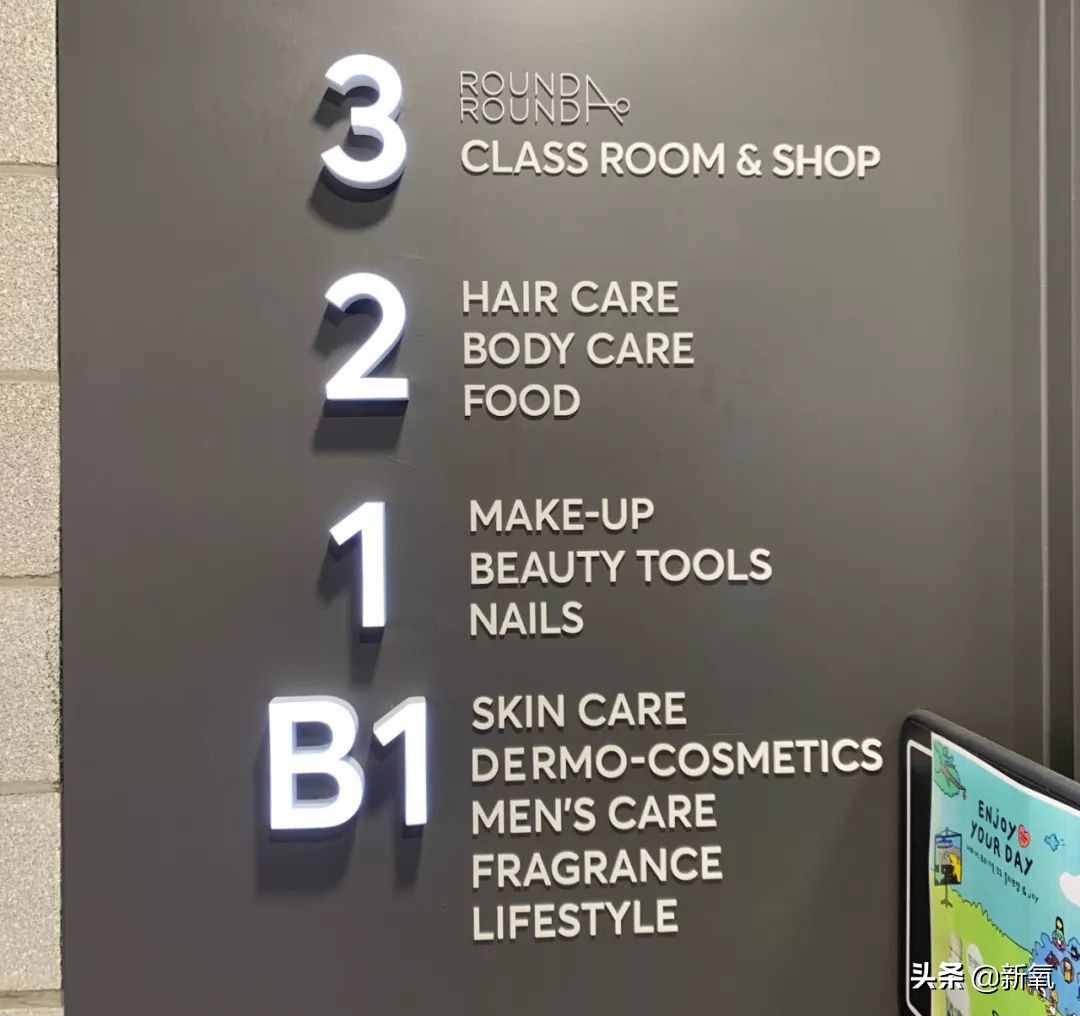 3
ROUND A
ROUND
CLASS ROOM & SHOP
2
HAIR CARE
BODY CARE
FOOD
1
MAKE-UP
BEAUTY TOOLS
NAILS
B1
SKIN CARE
DERMO-COSMETICS
MEN'S CARE
FRAGRANCE
LIFESTYLE
ENJOY
YOUR DAY
& JOY
头条 @新氧